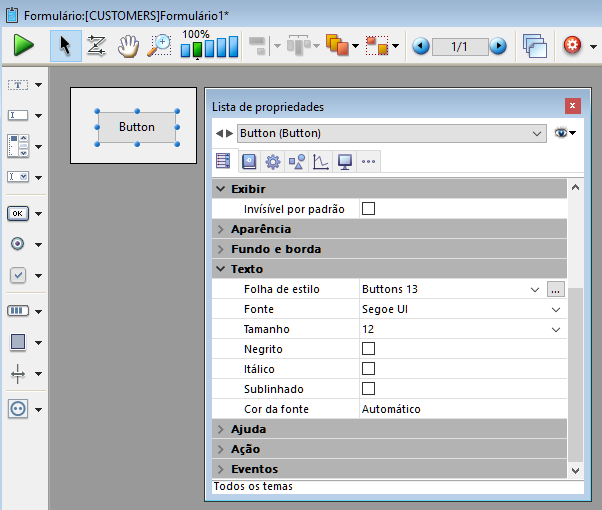 Formulário:[CUSTOMERS]Formulário1*
100%
1/1
T
OK
Button
Lista de propriedades
Button (Button)
Exibir
Invísível por padrão
Aparência
Fundo e borda
Texto
Folha de estilo Buttons 13 ...
Fonte Segoe UI
Tamanho 12
Negrito
Itálico
Sublinhado
Cor da fonte Automático
Ajuda
Ação
Eventos
Todos os temas